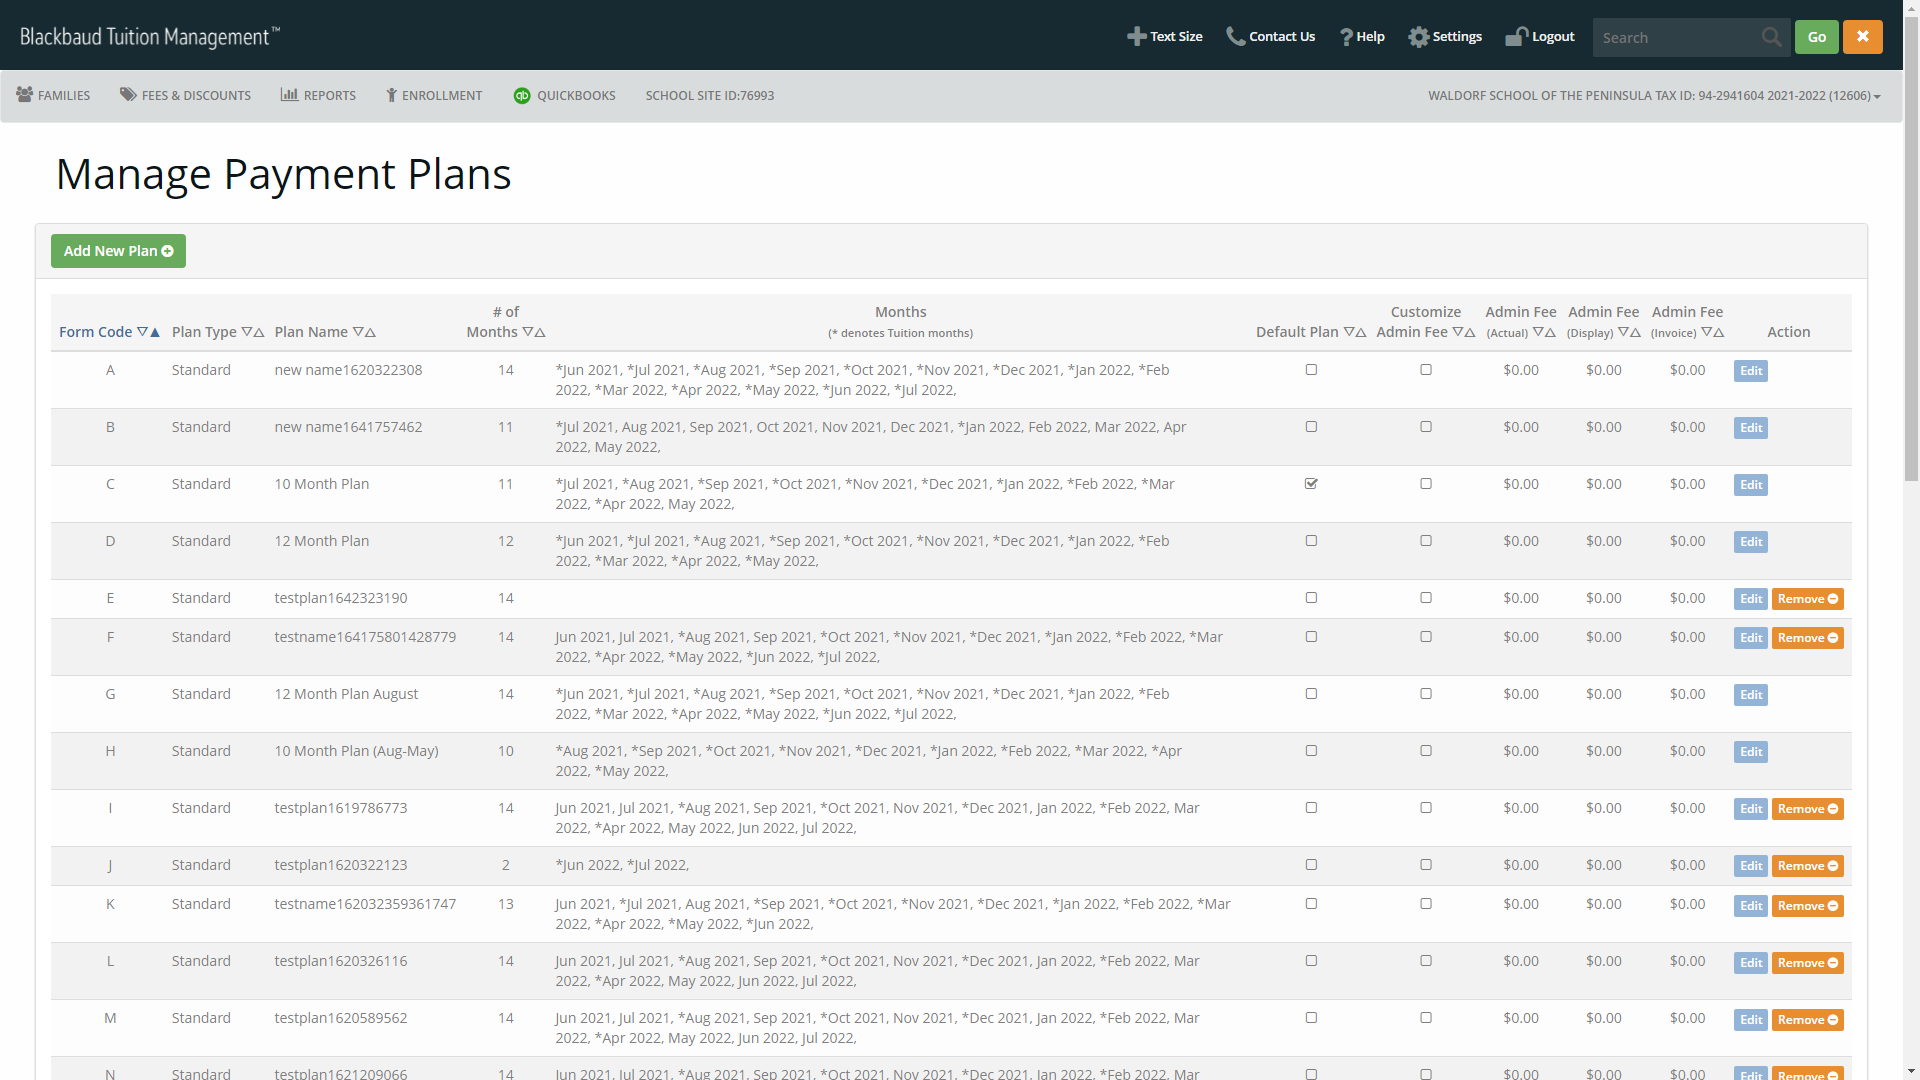 Blackbaud Tuition Management™
Text Size Contact Us Help Settings Logout Search Go
FAMILIES FEES & DISCOUNTS REPORTS ENROLLMENT qb QUICKBOOKS SCHOOL SITE ID:76993 WALDORF SCHOOL OF THE PENINSULA TAX ID: 94-2941604 2021-2022 (12606)
Manage Payment Plans
Add New Plan
# of Months Customize Admin Fee Admin Fee Admin Fee
Form Code Plan Type Plan Name Months (* denotes Tuition months) Default Plan Admin Fee (Actual) (Display) (Invoice) Action
A Standard new name1620322308 14 *Jun 2021, *Jul 2021, *Aug 2021, *Sep 2021, *Oct 2021, *Nov 2021, *Dec 2021, *Jan 2022, *Feb $0.00 $0.00 $0.00 Edit
2022, *Mar 2022, *Apr 2022, *May 2022, *Jun 2022, *Jul 2022,
B Standard new name1641757462 11 *Jul 2021, Aug 2021, Sep 2021, Oct 2021, Nov 2021, Dec 2021, *Jan 2022, Feb 2022, Mar 2022, Apr $0.00 $0.00 $0.00 Edit
2022, May 2022,
C Standard 10 Month Plan 11 *Jul 2021, *Aug 2021, *Sep 2021, *Oct 2021, *Nov 2021, *Dec 2021, *Jan 2022, *Feb 2022, *Mar $0.00 $0.00 $0.00 Edit
2022, *Apr 2022, May 2022,
D Standard 12 Month Plan 12 *Jun 2021, *Jul 2021, *Aug 2021, *Sep 2021, *Oct 2021, *Nov 2021, *Dec 2021, *Jan 2022, *Feb $0.00 $0.00 $0.00 Edit
2022, *Mar 2022, *Apr 2022, *May 2022,
E Standard testplan1642323190 14 $0.00 $0.00 $0.00 Edit Remove
F Standard testname164175801428779 14 Jun 2021, Jul 2021, *Aug 2021, Sep 2021, *Oct 2021, *Nov 2021, *Dec 2021, *Jan 2022, *Feb 2022, *Mar $0.00 $0.00 $0.00 Edit Remove
2022, *Apr 2022, *May 2022, *Jun 2022, *Jul 2022,
G Standard 12 Month Plan August 14 *Jun 2021, *Jul 2021, *Aug 2021, *Sep 2021, *Oct 2021, *Nov 2021, *Dec 2021, *Jan 2022, *Feb $0.00 $0.00 $0.00 Edit
2022, *Mar 2022, *Apr 2022, *May 2022, *Jun 2022, *Jul 2022,
H Standard 10 Month Plan (Aug-May) 10 *Aug 2021, *Sep 2021, *Oct 2021, *Nov 2021, *Dec 2021, *Jan 2022, *Feb 2022, *Mar 2022, *Apr $0.00 $0.00 $0.00 Edit
2022, *May 2022,
I Standard testplan1619786773 14 Jun 2021, Jul 2021, *Aug 2021, Sep 2021, *Oct 2021, Nov 2021, *Dec 2021, Jan 2022, *Feb 2022, Mar $0.00 $0.00 $0.00 Edit Remove
2022, *Apr 2022, May 2022, Jun 2022, Jul 2022,
J Standard testplan1620322123 2 *Jun 2022, *Jul 2022, $0.00 $0.00 $0.00 Edit Remove
K Standard testname162032359361747 13 Jun 2021, *Jul 2021, Aug 2021, *Sep 2021, *Oct 2021, *Nov 2021, *Dec 2021, *Jan 2022, *Feb 2022, *Mar $0.00 $0.00 $0.00 Edit Remove
2022, *Apr 2022, *May 2022, *Jun 2022,
L Standard testplan1620326116 14 Jun 2021, Jul 2021, *Aug 2021, Sep 2021, *Oct 2021, Nov 2021, *Dec 2021, Jan 2022, *Feb 2022, Mar $0.00 $0.00 $0.00 Edit Remove
2022, *Apr 2022, May 2022, Jun 2022, Jul 2022,
M Standard testplan1620589562 14 Jun 2021, Jul 2021, *Aug 2021, Sep 2021, *Oct 2021, Nov 2021, *Dec 2021, Jan 2022, *Feb 2022, Mar $0.00 $0.00 $0.00 Edit Remove
2022, *Apr 2022, May 2022, Jun 2022, Jul 2022,
N Standard testplan1621209066 14 Jun 2021, Jul 2021, *Aug 2021, Sep 2021, *Oct 2021, Nov 2021, *Dec 2021, Jan 2022, *Feb 2022, Mar $0.00 $0.00 $0.00 Edit Remove